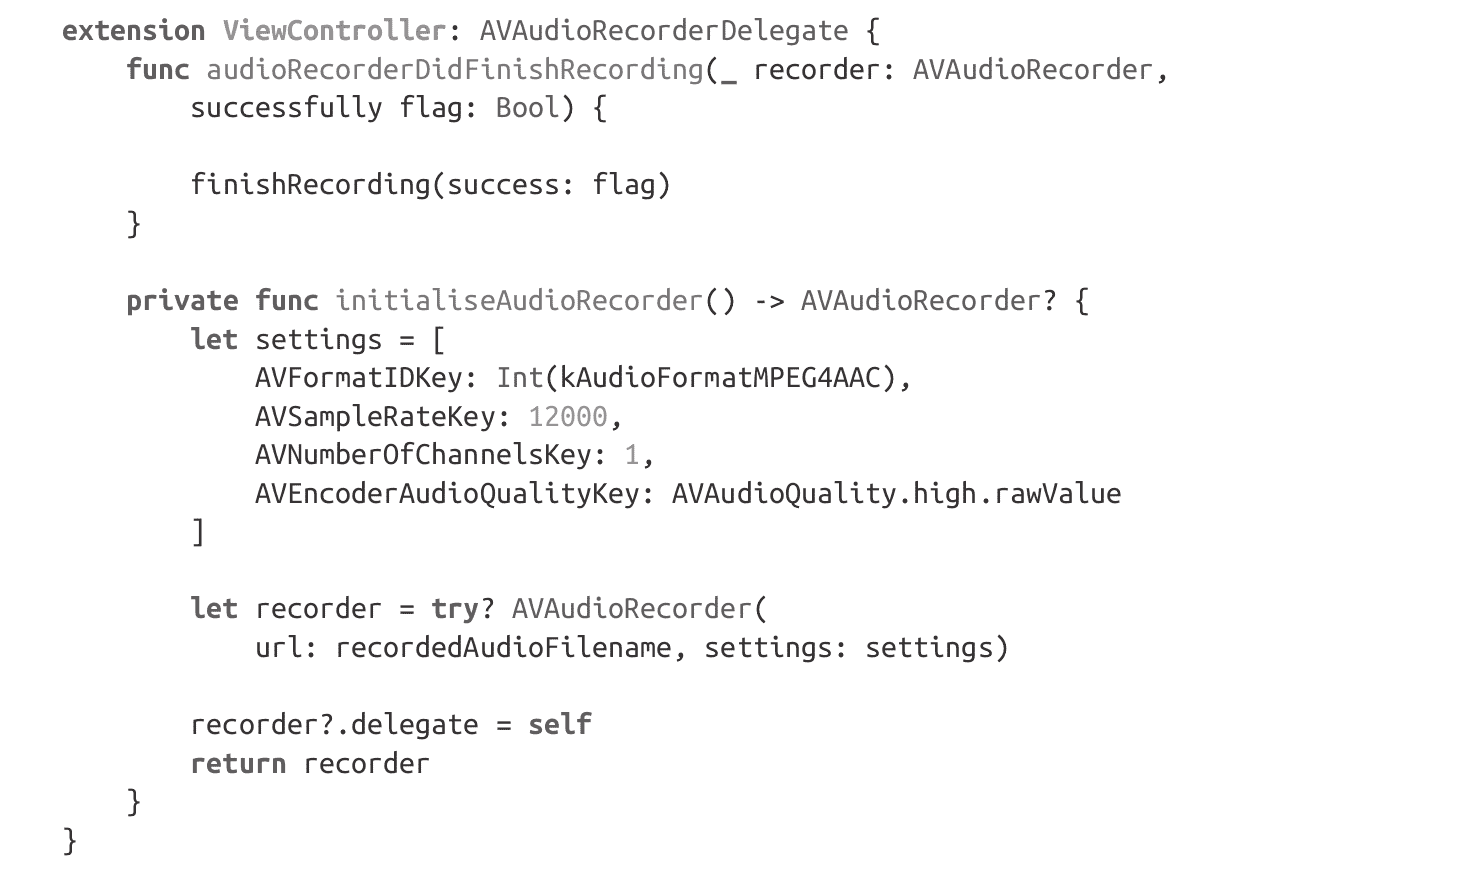 extension ViewController: AVAudioRecorderDelegate {
    func audioRecorderDidFinishRecording(_ recorder: AVAudioRecorder,
        successfully flag: Bool) {

        finishRecording(success: flag)
    }

    private func initialiseAudioRecorder() -> AVAudioRecorder? {
        let settings = [
            AVFormatIDKey: Int(kAudioFormatMPEG4AAC),
            AVSampleRateKey: 12000,
            AVNumberOfChannelsKey: 1,
            AVEncoderAudioQualityKey: AVAudioQuality.high.rawValue
        ]

        let recorder = try? AVAudioRecorder(
            url: recordedAudioFilename, settings: settings)

        recorder?.delegate = self
        return recorder
    }
}